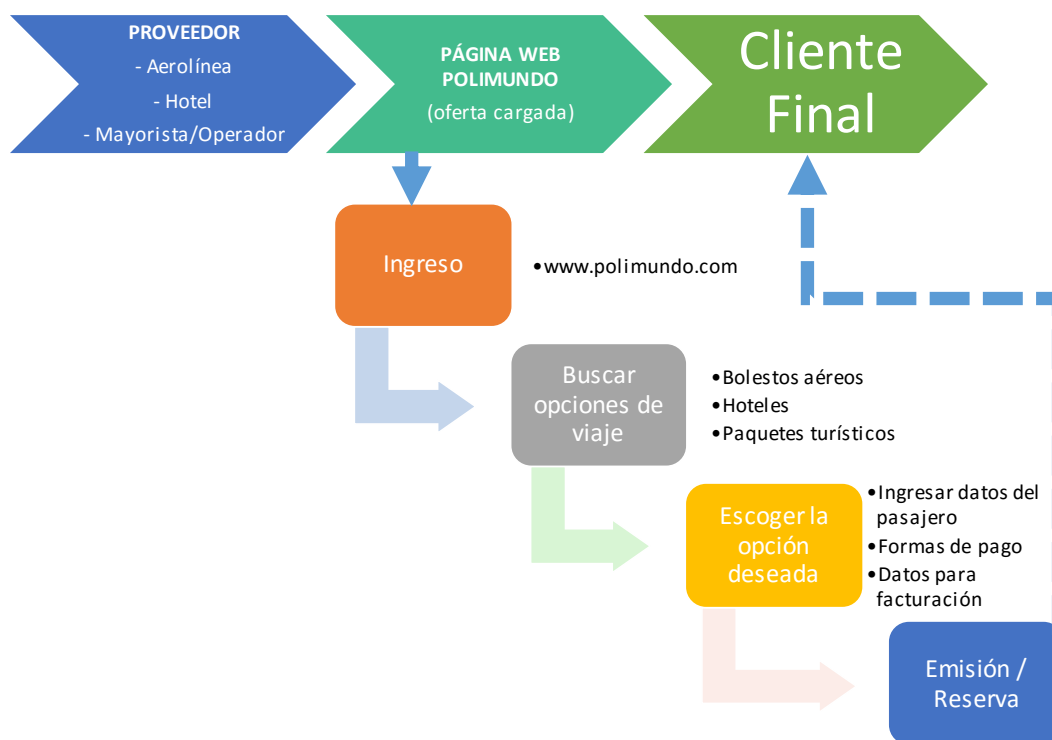 PROVEEDOR
- Aerolínea
- Hotel
- Mayorista/Operador
PÁGINA WEB
POLIMUNDO
(oferta cargada)
Cliente
Final
Ingreso
•www.polimundo.com
Buscar
opciones de
viaje
•Bolestos aéreos
•Hoteles
•Paquetes turísticos
Escoger la
opción
deseada
•Ingresar datos del
pasajero
•Formas de pago
•Datos para
facturación
Emisión /
Reserva